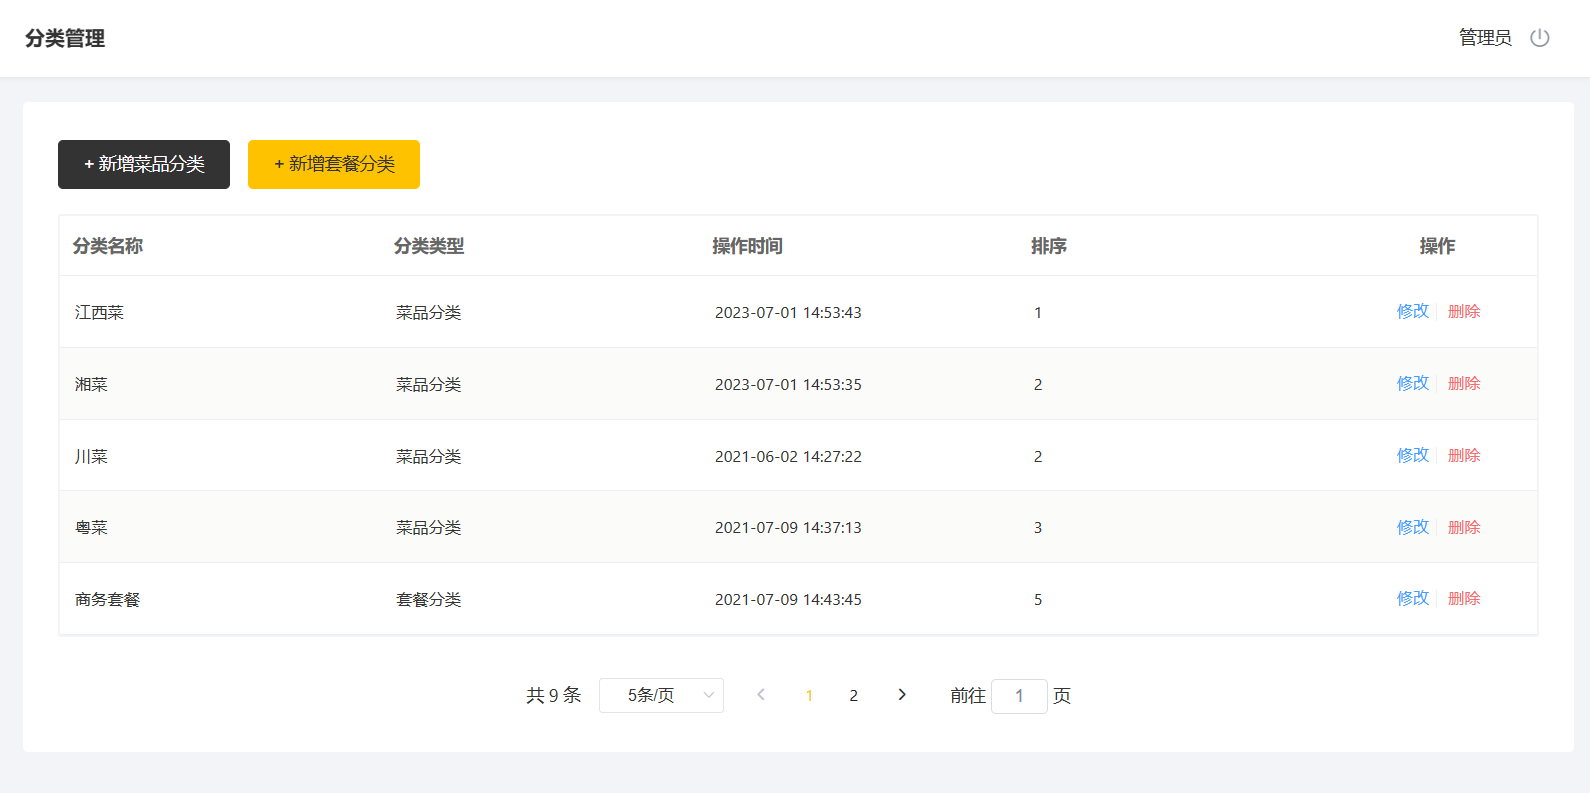 分类管理 管理员
+ 新增菜品分类 + 新增套餐分类
分类名称 分类类型 操作时间 排序 操作
江西菜 菜品分类 2023-07-01 14:53:43 1 修改 删除
湘菜 菜品分类 2023-07-01 14:53:35 2 修改 删除
川菜 菜品分类 2021-06-02 14:27:22 2 修改 删除
粤菜 菜品分类 2021-07-09 14:37:13 3 修改 删除
商务套餐 套餐分类 2021-07-09 14:43:45 5 修改 删除
共 9 条 5条/页 1 2 前往 1 页